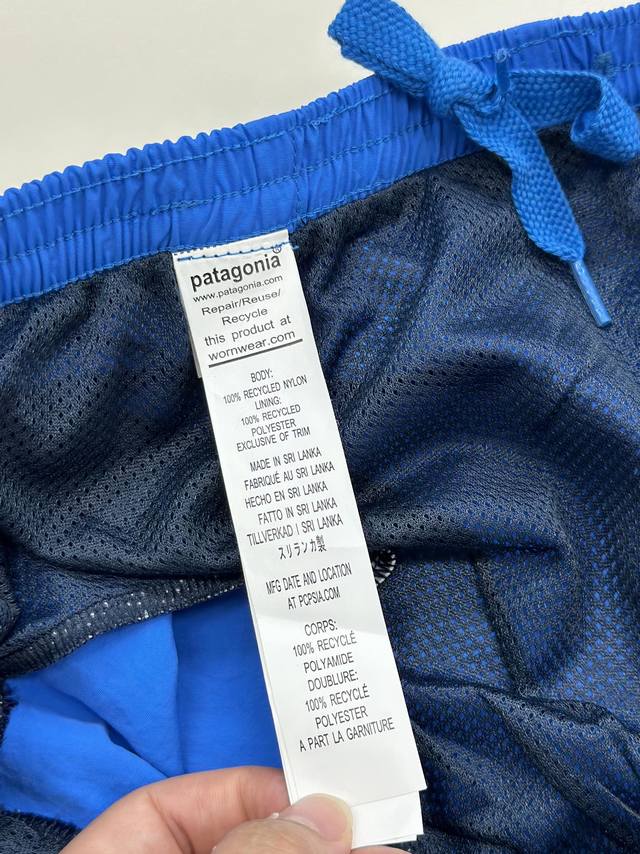 patagonia®
www.patagonia.com
Repair/Reuse/
Recycle
this product at
wornwear.com
BODY:
100% RECYCLED NYLON
LINING:
100% RECYCLED
POLYESTER
EXCLUSIVE OF TRIM
MADE IN SRI LANKA
FABRIQUÉ AU SRI LANKA
HECHO EN SRI LANKA
FATTO IN SRI LANKA
TILLVERKAD I SRI LANKA
スリランカ製
MFG DATE AND LOCATION
AT PCPSIA.COM
CORPS:
100% RECYCLÉ
POLYAMIDE
DOUBLURE:
100% RECYCLÉ
POLYESTER
A PART LA GARNITURE